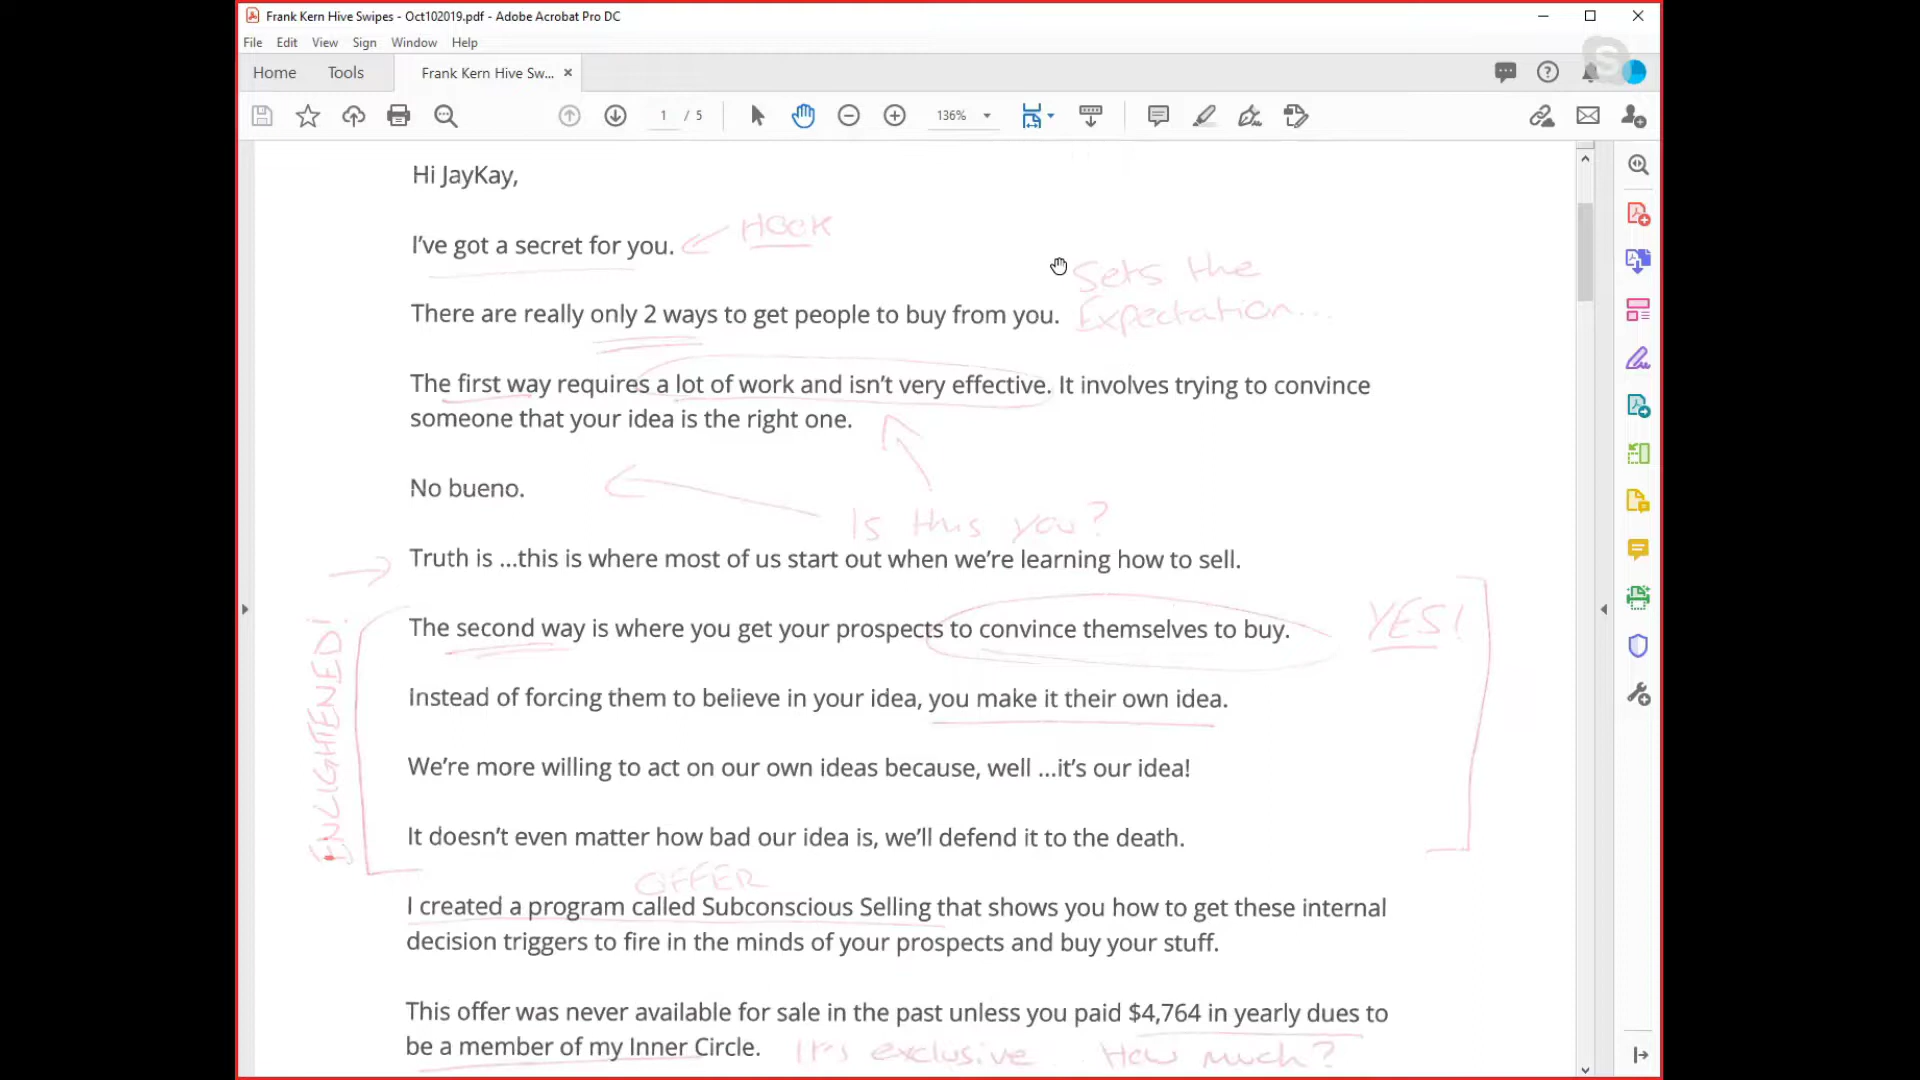 Frank Kern Hive Swipes - Oct102019.pdf - Adobe Acrobat Pro DC
File Edit View Sign Window Help
Home Tools Frank Kern Hive Sw... ×
1 / 5 136%
Hi JayKay,
I've got a secret for you. HOOK
Sets the
There are really only 2 ways to get people to buy from you. Expectation...
The first way requires a lot of work and isn't very effective. It involves trying to convince
someone that your idea is the right one.
No bueno.
Is this you?
Truth is ...this is where most of us start out when we're learning how to sell.
The second way is where you get your prospects to convince themselves to buy. YES!
ENLIGHTENED!
Instead of forcing them to believe in your idea, you make it their own idea.
We're more willing to act on our own ideas because, well ...it's our idea!
It doesn't even matter how bad our idea is, we'll defend it to the death.
OFFER
I created a program called Subconscious Selling that shows you how to get these internal
decision triggers to fire in the minds of your prospects and buy your stuff.
This offer was never available for sale in the past unless you paid $4,764 in yearly dues to
be a member of my Inner Circle. It's exclusive How much?